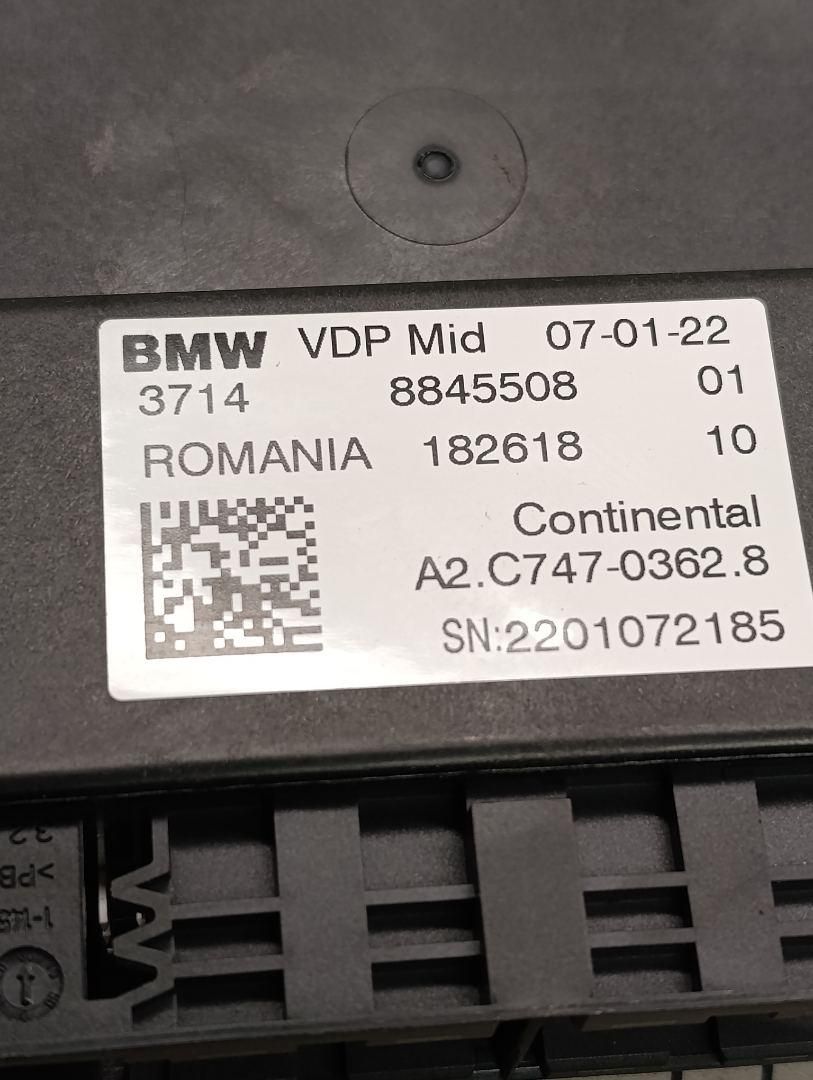 BMW VDP Mid 07-01-22
3714 8845508 01
ROMANIA 182618 10
Continental
A2.C747-0362.8
SN:2201072185
>PB